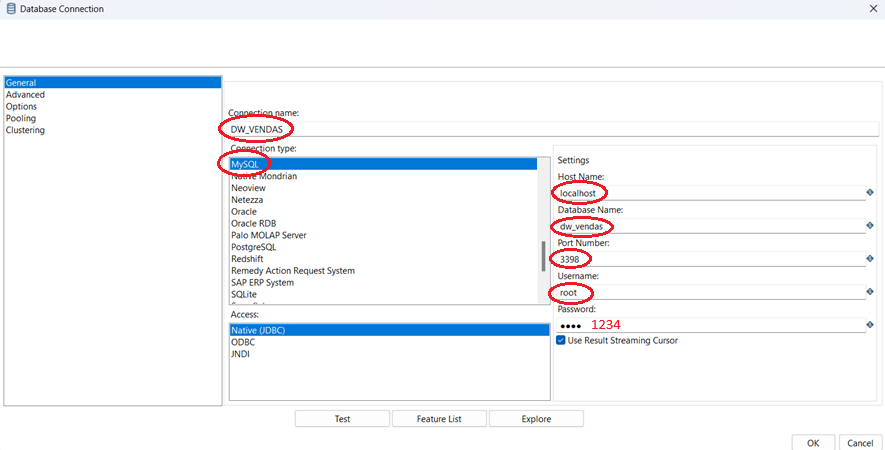 Database Connection
General
Advanced
Options
Pooling
Clustering
Connection name:
DW_VENDAS
Connection type:
MySQL
Native Mondrian
Neoview
Netezza
Oracle
Oracle RDB
Palo MOLAP Server
PostgreSQL
Redshift
Remedy Action Request System
SAP ERP System
SQLite
Access:
Native (JDBC)
ODBC
JNDI
Settings
Host Name:
localhost
Database Name:
dw_vendas
Port Number:
3398
Username:
root
Password:
•••• 1234
Use Result Streaming Cursor
Test
Feature List
Explore
OK
Cancel